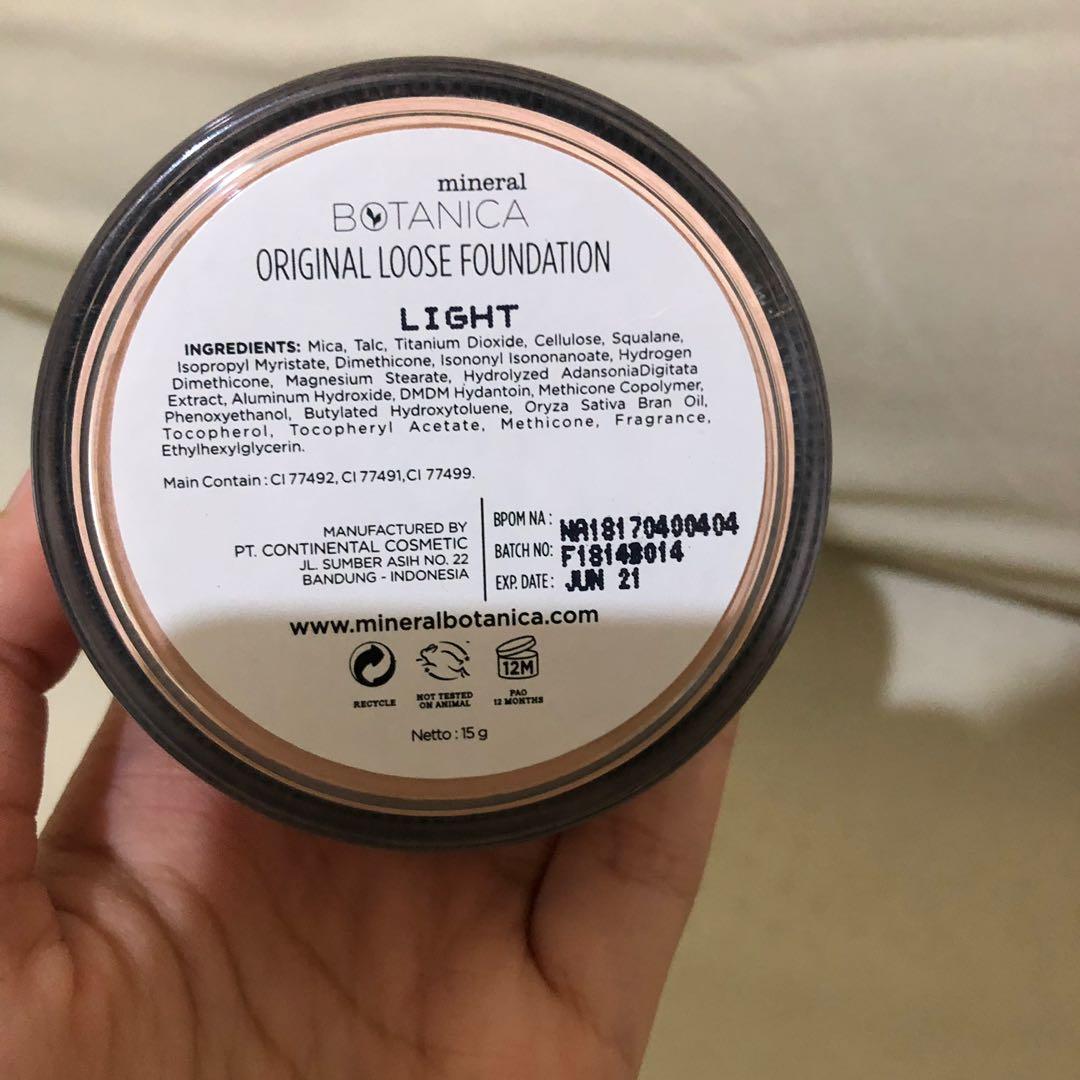 mineral
BOTANICA
ORIGINAL LOOSE FOUNDATION
LIGHT
INGREDIENTS: Mica, Talc, Titanium Dioxide, Cellulose, Squalane,
Isopropyl Myristate, Dimethicone, Isononyl Isononanoate, Hydrogen
Dimethicone, Magnesium Stearate, Hydrolyzed AdansoniaDigitata
Extract, Aluminum Hydroxide, DMDM Hydantoin, Methicone Copolymer,
Phenoxyethanol, Butylated Hydroxytoluene, Oryza Sativa Bran Oil,
Tocopherol, Tocopheryl Acetate, Methicone, Fragrance,
Ethylhexylglycerin.
Main Contain : CI 77492, CI 77491,CI 77499.
MANUFACTURED BY
PT. CONTINENTAL COSMETIC
JL. SUMBER ASIH NO. 22
BANDUNG - INDONESIA
BPOM NA : NA18170400404
BATCH NO:
EXP. DATE : JUN 21
www.mineralbotanica.com
12M
RECYCLE
NOT TESTED
ON ANIMAL
PAO
12 MONTHS
Netto : 15 g